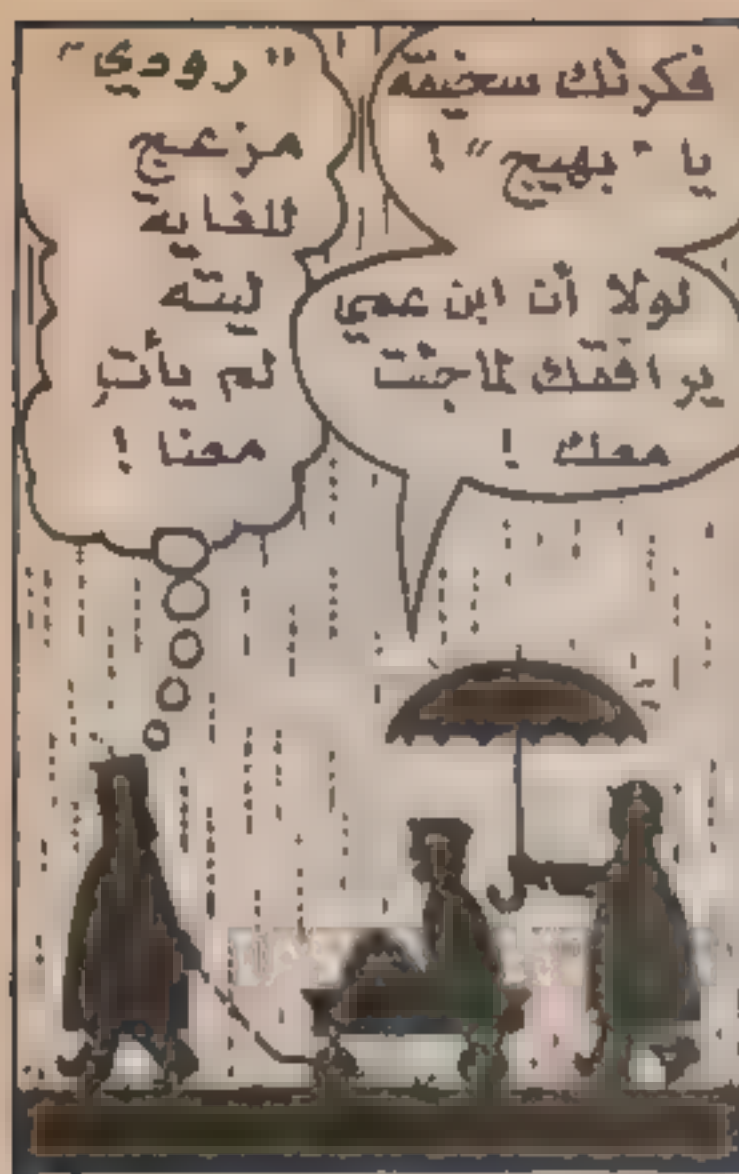 فكرتك سخيفة
يا "بهيج" !
لولا أن ابن عمي
يرافقك لما جئت
معك !
"رودي"
مزعج
للغاية
ليته
لم يأتِ
معنا !